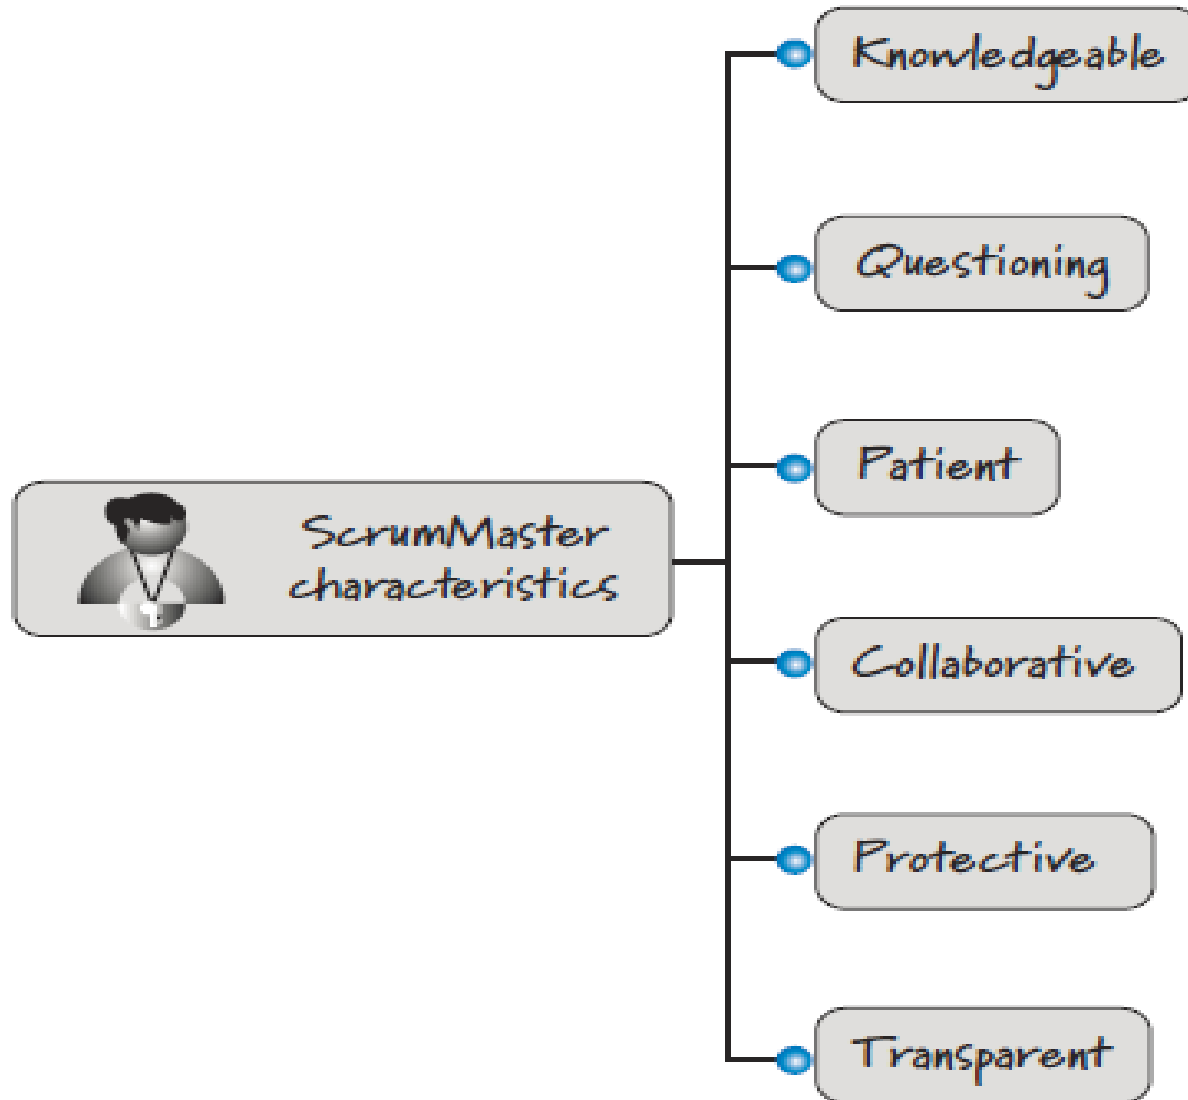 Knowledgeable
Questioning
Patient
ScrumMaster
characteristics
Collaborative
Protective
Transparent